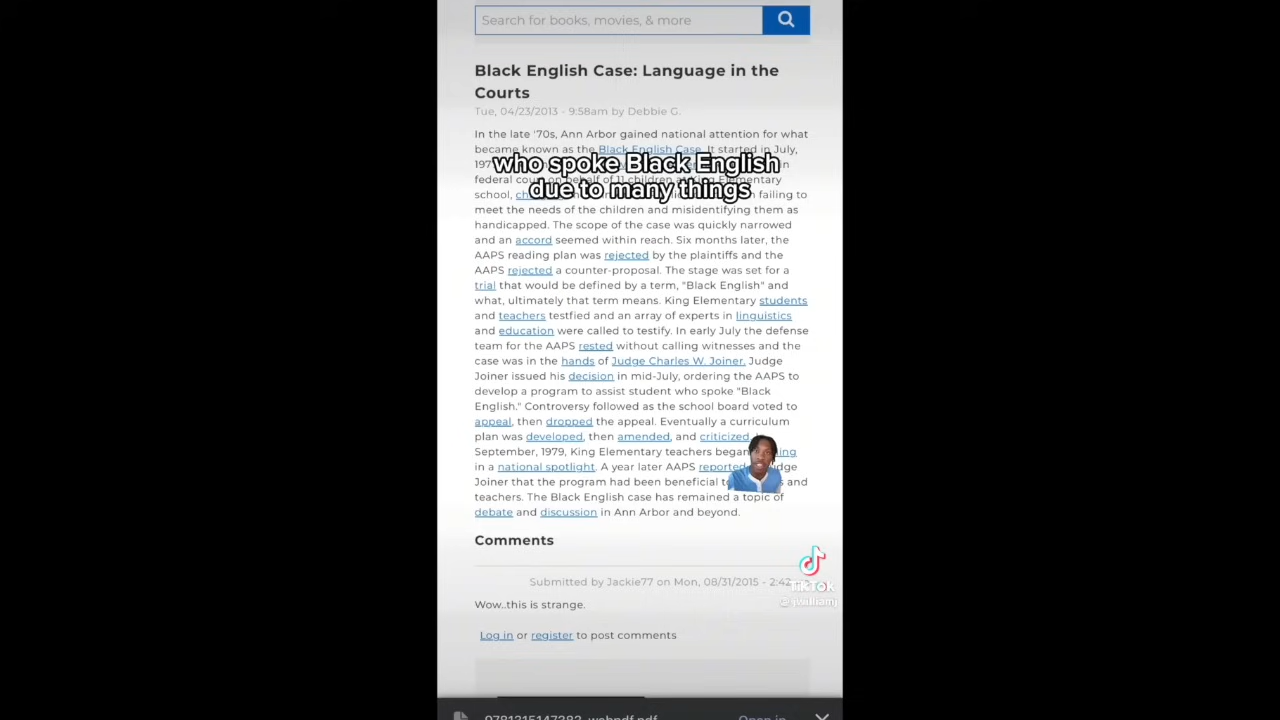 Search for books, movies, & more
Black English Case: Language in the
Courts
Tue, 04/23/2013 - 9:58am by Debbie G.
In the late '70s, Ann Arbor gained national attention for what
became known as the Black English Case. It started in July,
who spoke Black English
federal court on behalf of 11 children at King Elementary
due to many things
school, failing to
meet the needs of the children and misidentifying them as
handicapped. The scope of the case was quickly narrowed
and an accord seemed within reach. Six months later, the
AAPS reading plan was rejected by the plaintiffs and the
AAPS rejected a counter-proposal. The stage was set for a
trial that would be defined by a term, "Black English" and
what, ultimately that term means. King Elementary students
and teachers testfied and an array of experts in linguistics
and education were called to testify. In early July the defense
team for the AAPS rested without calling witnesses and the
case was in the hands of Judge Charles W. Joiner. Judge
Joiner issued his decision in mid-July, ordering the AAPS to
develop a program to assist student who spoke "Black
English." Controversy followed as the school board voted to
appeal, then dropped the appeal. Eventually a curriculum
plan was developed, then amended, and criticized.
September, 1979, King Elementary teachers began
in a national spotlight. A year later AAPS reported
Joiner that the program had been beneficial and
teachers. The Black English case has remained a topic of
debate and discussion in Ann Arbor and beyond.
Comments
Submitted by Jackie77 on Mon, 08/31/2015 - 2:42
TikTok
Wow..this is strange.
Log in or register to post comments